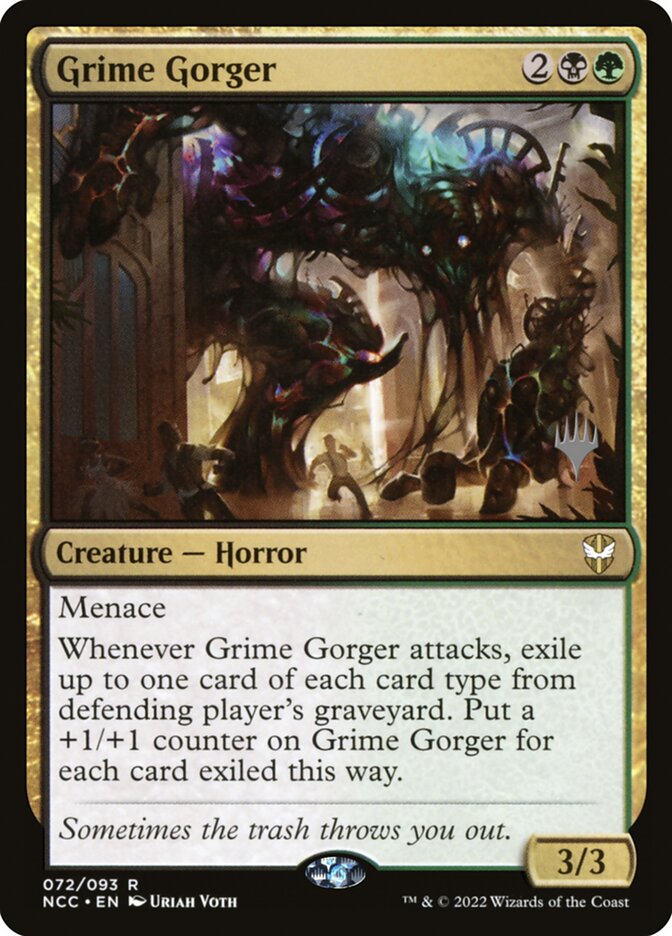 Grime Gorger 2
Creature — Horror
Menace
Whenever Grime Gorger attacks, exile
up to one card of each card type from
defending player's graveyard. Put a
+1/+1 counter on Grime Gorger for
each card exiled this way.
Sometimes the trash throws you out.
3/3
072/093 R
NCC • EN Uriah Voth
™ & © 2022 Wizards of the Coast